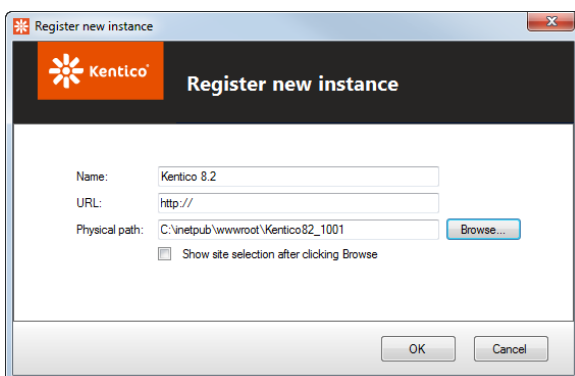 Register new instance
Kentico
Register new instance
Name: Kentico 8.2
URL: http://
Physical path: C:\inetpub\wwwroot\Kentico82_1001 Browse...
Show site selection after clicking Browse
OK Cancel